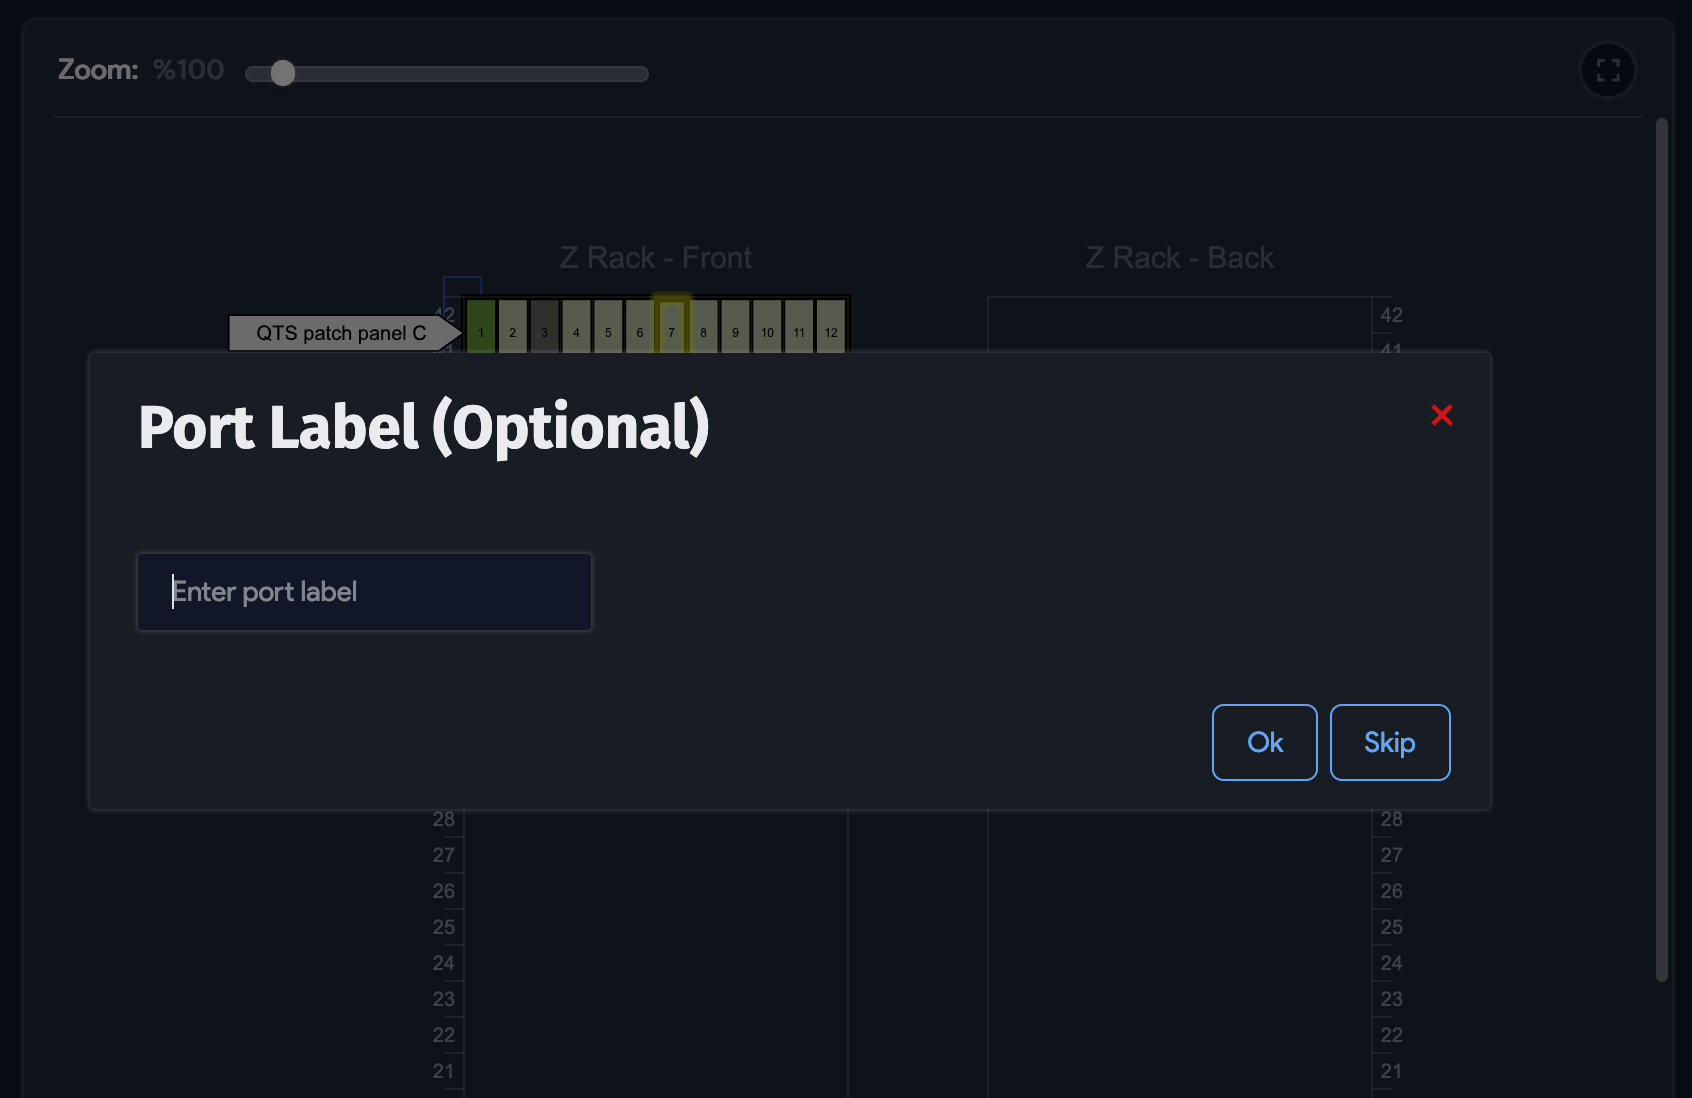 Zoom: %100
Z Rack - Front
Z Rack - Back
42
42
QTS patch panel C
1 2 3 4 5 6 7 8 9 10 11 12
41
41
Port Label (Optional)
Enter port label
Ok
Skip
28
28
27
27
26
26
25
25
24
24
23
23
22
22
21
21